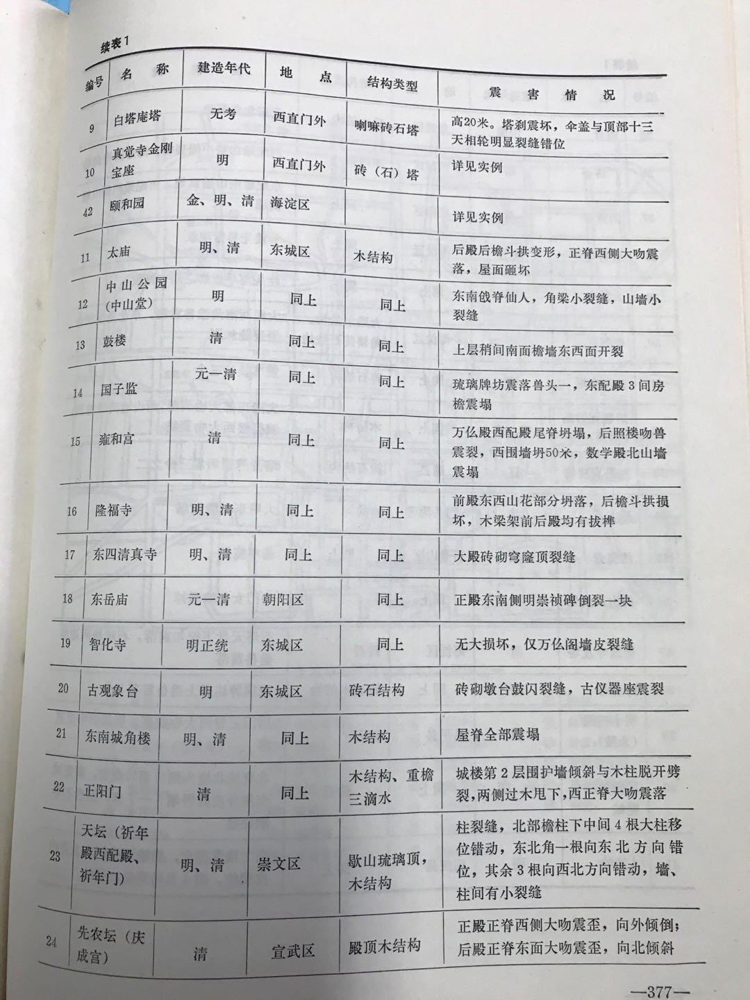 续表1
编号 名 称 建造年代 地 点 结构类型 震 害 情 况
9 白塔庵塔 无考 西直门外 喇嘛砖石塔 高20米。塔刹震坏，伞盖与顶部十三
天相轮明显裂缝错位
10 真觉寺金刚 明 西直门外 砖（石）塔 详见实例
宝座
42 颐和园 金、明、清 海淀区 详见实例
11 太庙 明、清 东城区 木结构 后殿后檐斗拱变形，正脊西侧大吻震
落，屋面砸坏
12 中山公园 明 同上 同上 东南戗脊仙人，角梁小裂缝，山墙小
（中山堂） 裂缝
13 鼓楼 清 同上 同上 上层稍间南面檐墙东西面开裂
14 国子监 元—清 同上 同上 琉璃牌坊震落兽头一，东配殿3间房
檐震塌
15 雍和宫 清 同上 同上 万仏殿西配殿尾脊坍塌，后照楼吻兽
震裂，西围墙坍50米，数学殿北山墙
震塌
16 隆福寺 明、清 同上 同上 前殿东西山花部分坍落，后檐斗拱损
坏，木梁架前后殿均有拔榫
17 东四清真寺 明、清 同上 同上 大殿砖砌穹窿顶裂缝
18 东岳庙 元—清 朝阳区 同上 正殿东南侧明崇祯碑倒裂一块
19 智化寺 明正统 东城区 同上 无大损坏，仅万仏阁墙皮裂缝
20 古观象台 明 东城区 砖石结构 砖砌墩台鼓闪裂缝，古仪器座震裂
21 东南城角楼 明、清 同上 木结构 屋脊全部震塌
22 正阳门 清 同上 木结构、重檐 城楼第2层围护墙倾斜与木柱脱开劈
三滴水 裂，两侧过木甩下，西正脊大吻震落
23 天坛（祈年 明、清 崇文区 歇山琉璃顶， 柱裂缝，北部檐柱下中间4根大柱移
殿西配殿、 木结构 位错动，东北角一根向东北方向错
祈年门） 位，其余3根向西北方向错动，墙、
柱间有小裂缝
24 先农坛（庆 清 宣武区 殿顶木结构 正殿正脊西侧大吻震歪，向外倾倒；
成宫） 后殿正脊东面大吻震歪，向北倾斜
—377—